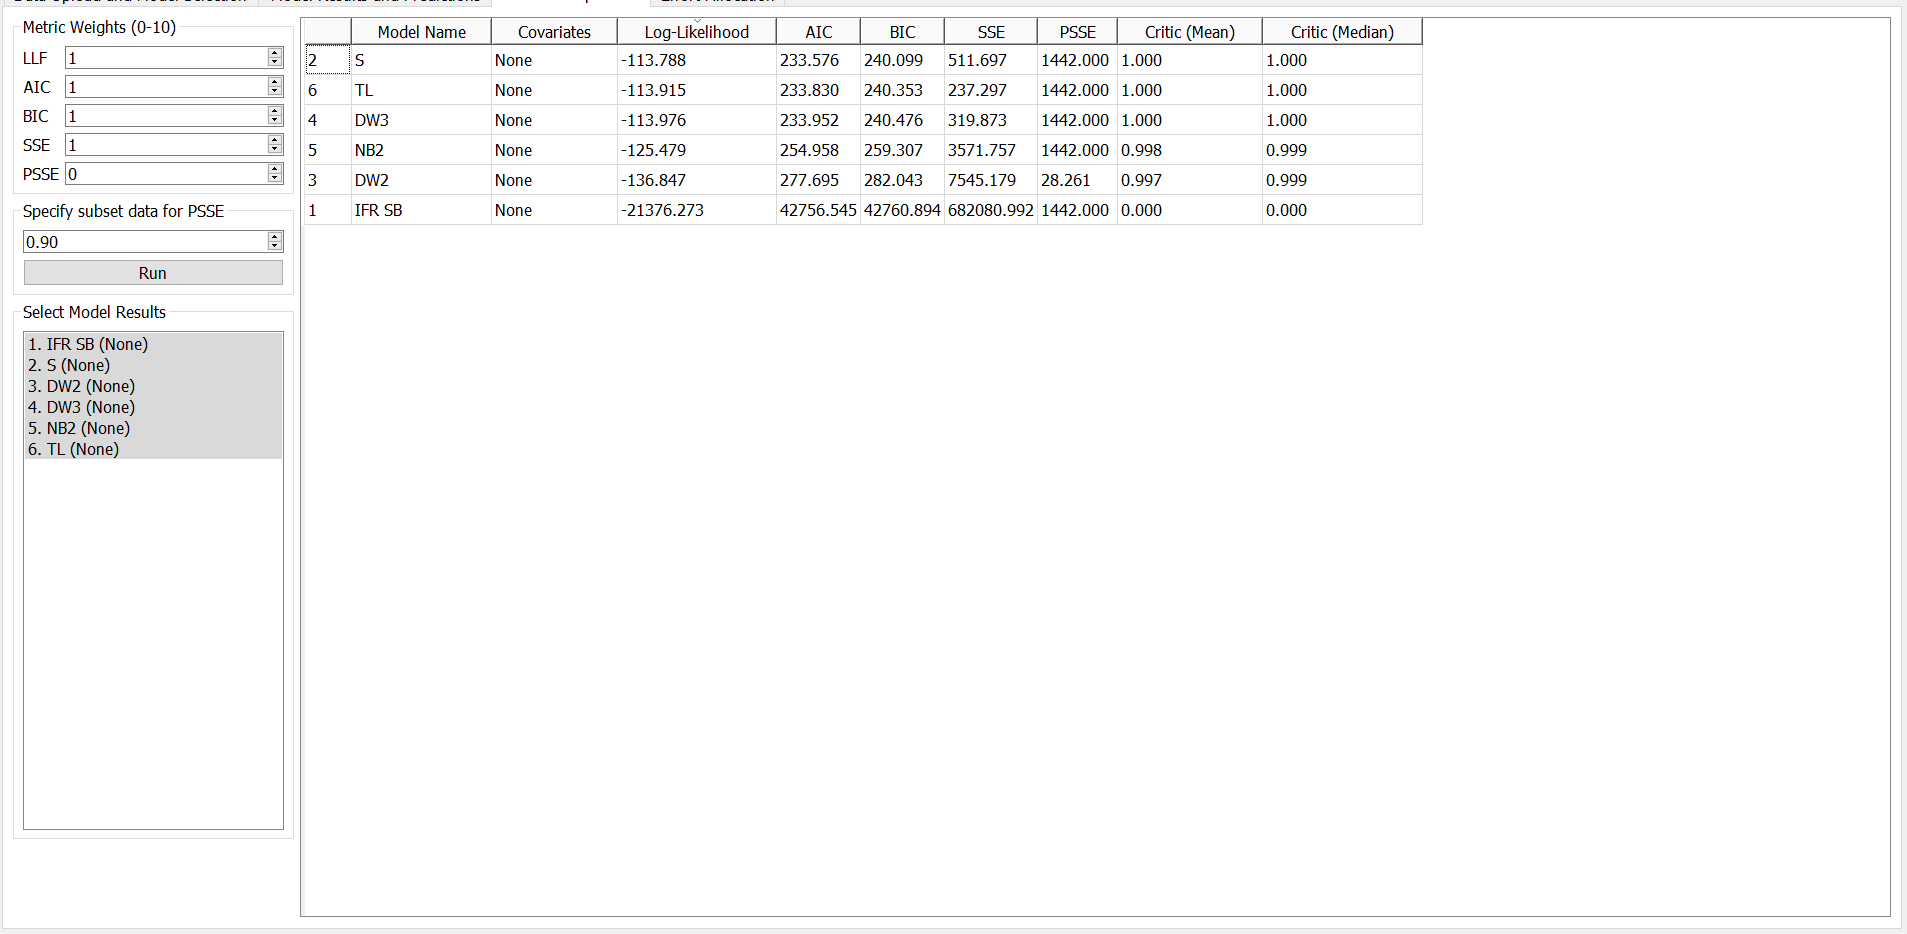 Metric Weights (0-10)
LLF 1
AIC 1
BIC 1
SSE 1
PSSE 0
Specify subset data for PSSE
0.90
Run
Select Model Results
1. IFR SB (None)
2. S (None)
3. DW2 (None)
4. DW3 (None)
5. NB2 (None)
6. TL (None)
Model Name Covariates Log-Likelihood AIC BIC SSE PSSE Critic (Mean) Critic (Median)
2 S None -113.788 233.576 240.099 511.697 1442.000 1.000 1.000
6 TL None -113.915 233.830 240.353 237.297 1442.000 1.000 1.000
4 DW3 None -113.976 233.952 240.476 319.873 1442.000 1.000 1.000
5 NB2 None -125.479 254.958 259.307 3571.757 1442.000 0.998 0.999
3 DW2 None -136.847 277.695 282.043 7545.179 28.261 0.997 0.999
1 IFR SB None -21376.273 42756.545 42760.894 682080.992 1442.000 0.000 0.000